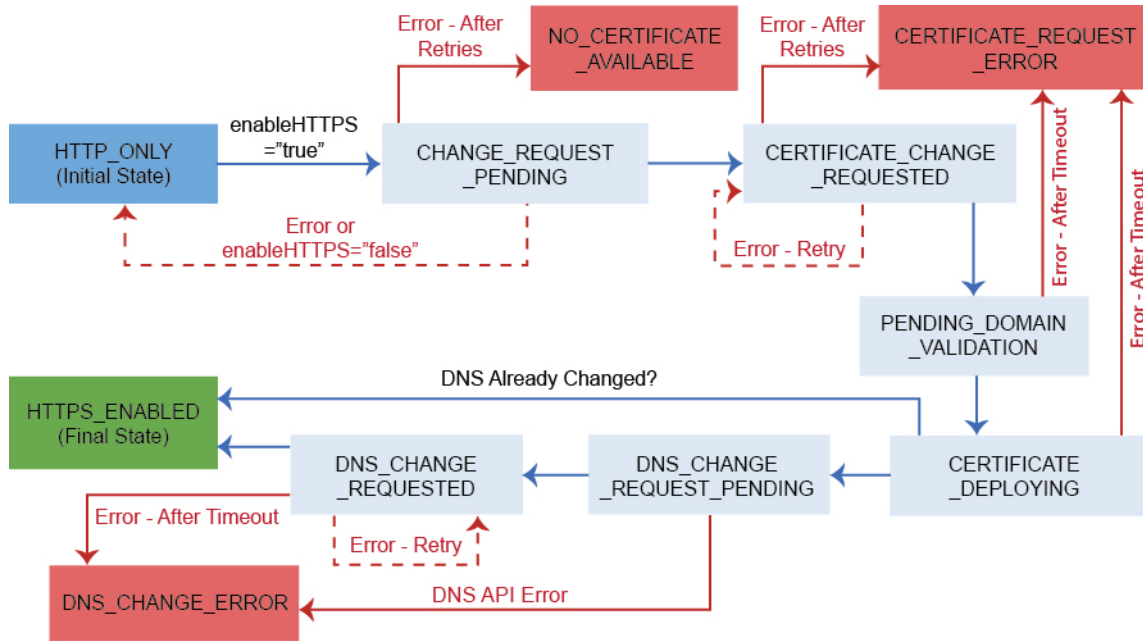 Error - After
Retries
NO_CERTIFICATE
_AVAILABLE
Error - After
Retries
CERTIFICATE_REQUEST
_ERROR
HTTP_ONLY
(Initial State)
enableHTTPS
="true"
CHANGE_REQUEST
_PENDING
CERTIFICATE_CHANGE
_REQUESTED
Error or
enableHTTPS="false"
Error - Retry
Error - After Timeout
Error - After Timeout
PENDING_DOMAIN
_VALIDATION
DNS Already Changed?
HTTPS_ENABLED
(Final State)
DNS_CHANGE
_REQUESTED
DNS_CHANGE
_REQUEST_PENDING
CERTIFICATE
_DEPLOYING
Error - After Timeout
Error - Retry
DNS API Error
DNS_CHANGE_ERROR